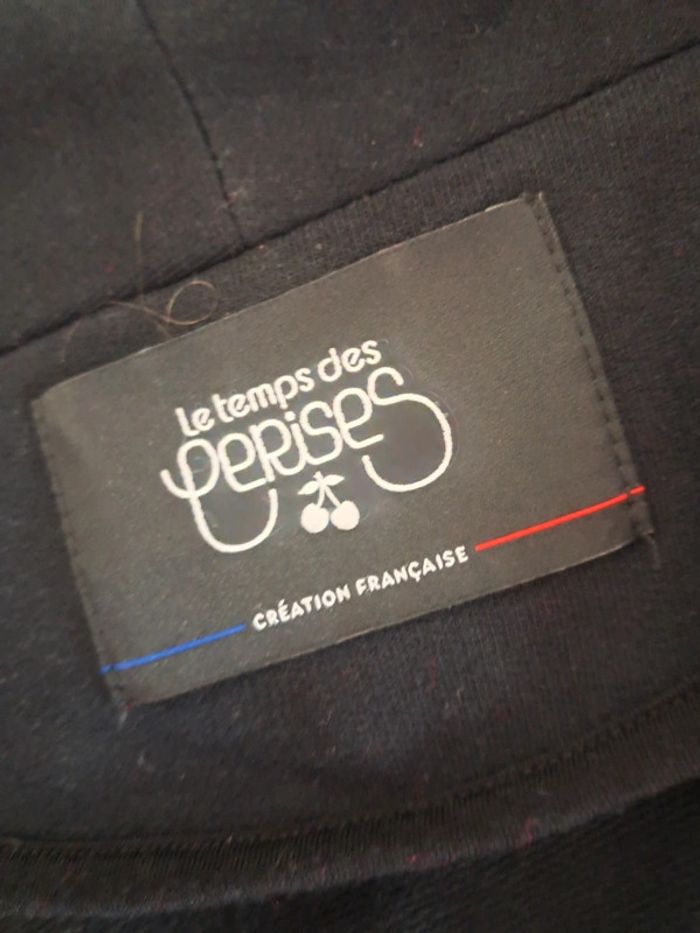 le temps des
cerises
CRÉATION FRANÇAISE